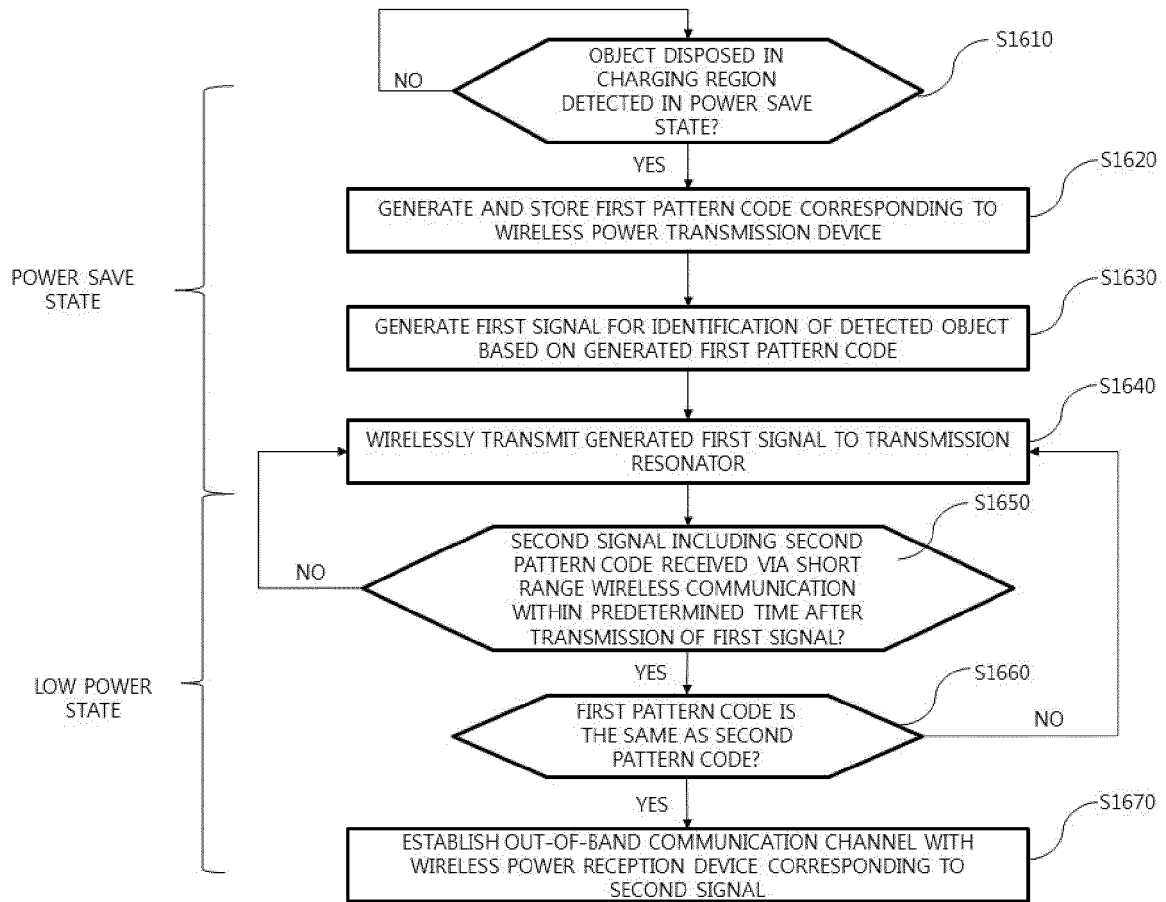 OBJECT DISPOSED IN
CHARGING REGION
DETECTED IN POWER SAVE
STATE?
S1610
NO
YES
S1620
GENERATE AND STORE FIRST PATTERN CODE CORRESPONDING TO
WIRELESS POWER TRANSMISSION DEVICE
POWER SAVE
STATE
S1630
GENERATE FIRST SIGNAL FOR IDENTIFICATION OF DETECTED OBJECT
BASED ON GENERATED FIRST PATTERN CODE
S1640
WIRELESSLY TRANSMIT GENERATED FIRST SIGNAL TO TRANSMISSION
RESONATOR
S1650
SECOND SIGNAL INCLUDING SECOND
PATTERN CODE RECEIVED VIA SHORT
RANGE WIRELESS COMMUNICATION
WITHIN PREDETERMINED TIME AFTER
TRANSMISSION OF FIRST SIGNAL?
NO
YES
LOW POWER
STATE
S1660
FIRST PATTERN CODE IS
THE SAME AS SECOND
PATTERN CODE?
NO
YES
S1670
ESTABLISH OUT-OF-BAND COMMUNICATION CHANNEL WITH
WIRELESS POWER RECEPTION DEVICE CORRESPONDING TO
SECOND SIGNAL